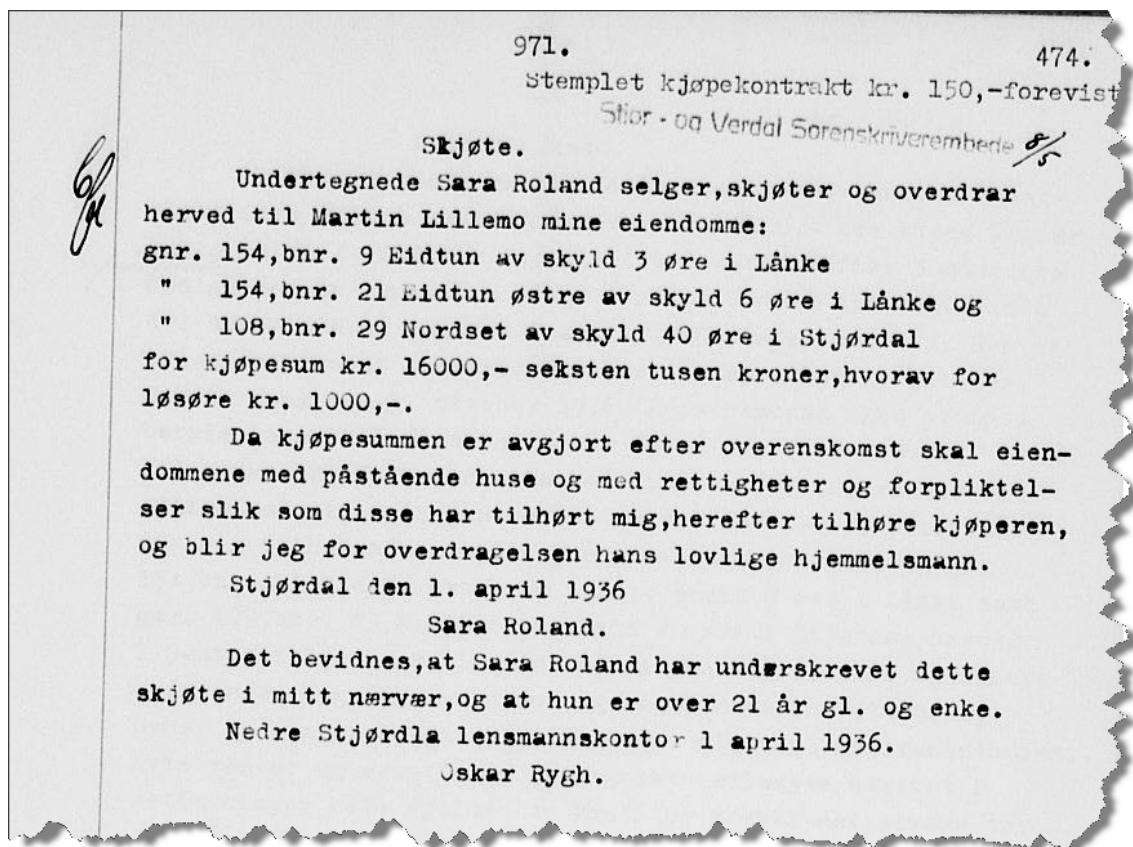 971. 474.
Stemplet kjøpekontrakt kr. 150,-forevist
Stjør - og Verdal Sorenskriverembede 8/5
Skjøte.
Undertegnede Sara Roland selger,skjøter og overdrar
herved til Martin Lillemo mine eiendomme:
gnr. 154,bnr. 9 Eidtun av skyld 3 øre i Lånke
" 154,bnr. 21 Eidtun østre av skyld 6 øre i Lånke og
" 108,bnr. 29 Nordset av skyld 40 øre i Stjørdal
for kjøpesum kr. 16000,- seksten tusen kroner,hvorav for
løsøre kr. 1000,-.
Da kjøpesummen er avgjort efter overenskomst skal eien-
dommene med påstående huse og med rettigheter og forpliktel-
ser slik som disse har tilhørt mig,herefter tilhøre kjøperen,
og blir jeg for overdragelsen hans lovlige hjemmelsmann.
Stjørdal den 1. april 1936
Sara Roland.
Det bevidnes,at Sara Roland har underskrevet dette
skjøte i mitt nærvær,og at hun er over 21 år gl. og enke.
Nedre Stjørdla lensmannskontor 1 april 1936.
Oskar Rygh.